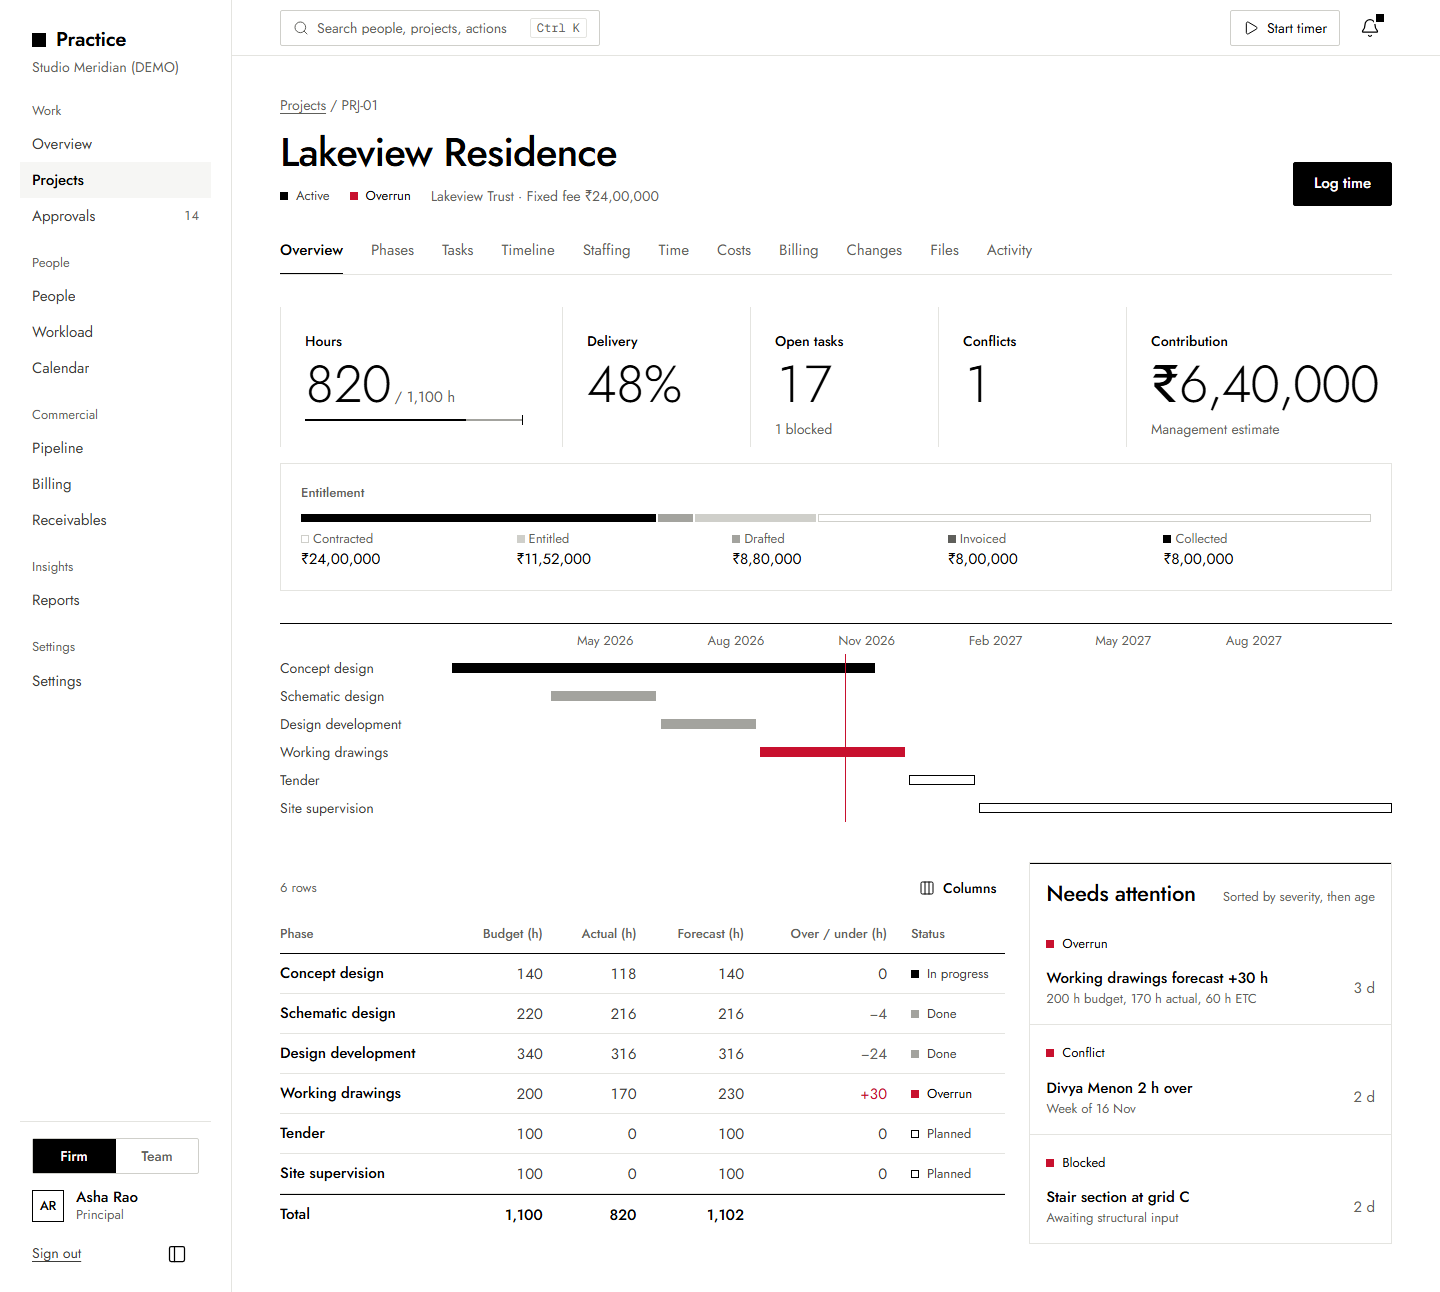 Practice
Studio Meridian (DEMO)
Work
Overview
Projects
Approvals 14
People
People
Workload
Calendar
Commercial
Pipeline
Billing
Receivables
Insights
Reports
Settings
Settings
Firm Team
AR
Asha Rao
Principal
Sign out
Search people, projects, actions Ctrl K
Start timer
Projects / PRJ-01
Lakeview Residence
Active Overrun Lakeview Trust · Fixed fee ₹24,00,000
Log time
Overview Phases Tasks Timeline Staffing Time Costs Billing Changes Files Activity
Hours
820 / 1,100 h
Delivery
48%
Open tasks
17
1 blocked
Conflicts
1
Contribution
₹6,40,000
Management estimate
Entitlement
Contracted
₹24,00,000
Entitled
₹11,52,000
Drafted
₹8,80,000
Invoiced
₹8,00,000
Collected
₹8,00,000
May 2026 Aug 2026 Nov 2026 Feb 2027 May 2027 Aug 2027
Concept design
Schematic design
Design development
Working drawings
Tender
Site supervision
6 rows
Columns
Phase Budget (h) Actual (h) Forecast (h) Over / under (h) Status
Concept design 140 118 140 0 In progress
Schematic design 220 216 216 −4 Done
Design development 340 316 316 −24 Done
Working drawings 200 170 230 +30 Overrun
Tender 100 0 100 0 Planned
Site supervision 100 0 100 0 Planned
Total 1,100 820 1,102
Needs attention Sorted by severity, then age
Overrun
Working drawings forecast +30 h
200 h budget, 170 h actual, 60 h ETC
3 d
Conflict
Divya Menon 2 h over
Week of 16 Nov
2 d
Blocked
Stair section at grid C
Awaiting structural input
2 d